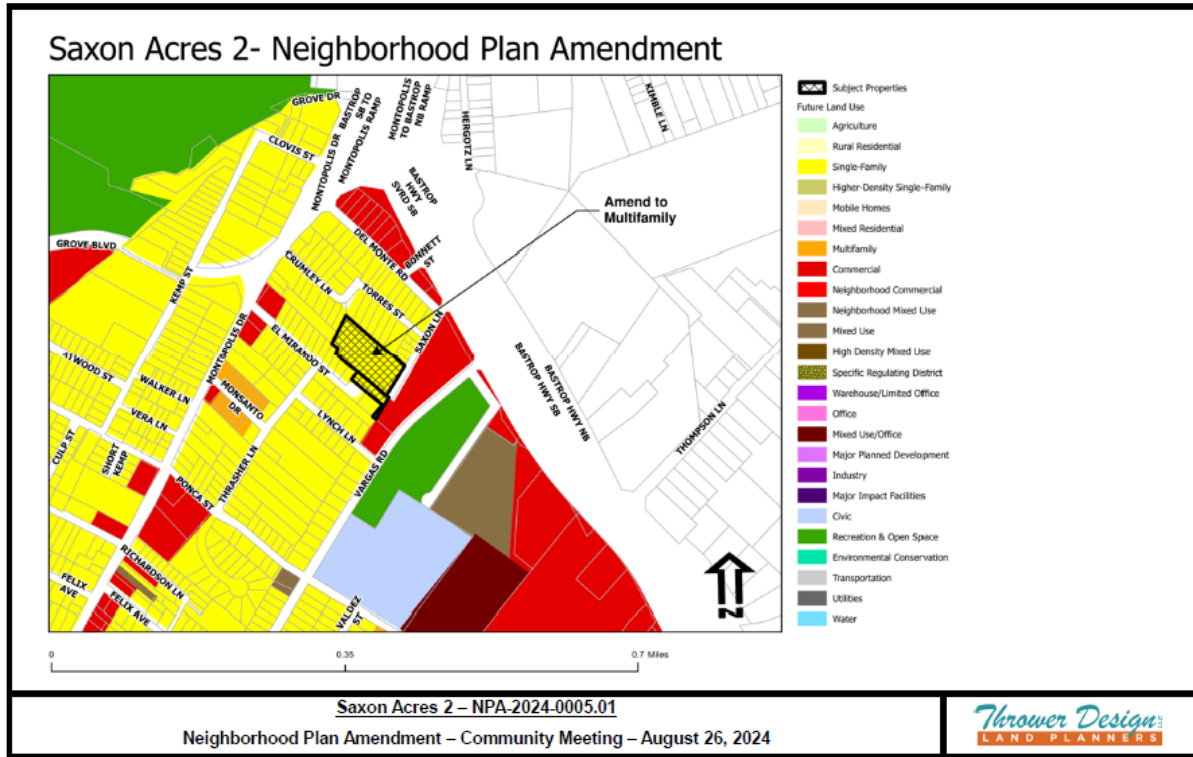 Saxon Acres 2- Neighborhood Plan Amendment
GROVE DR
CLOVIS ST
MONTOPOLIS DR
BASTROP
SB TO
MONTOPOLIS RAMP
MONTOPOLIS
TO BASTROP
NB RAMP
HERGOTZ LN
KIMBLE LN
BASTROP
HWY
SVRD SB
Amend to
Multifamily
GROVE BLVD
KEMP ST
DEL MONTE RD
BONNETT
ST
CRUMLEY LN
TORRES ST
SAXON LN
EL MIRANDO ST
MONTOPOLIS DR
BASTROP HWY SB
BASTROP HWY NB
THOMPSON LN
ATWOOD ST
WALKER LN
VERA LN
MONSANTO
DR
LYNCH LN
CULP ST
SHORT
KEMP
THRASHER LN
VARGAS RD
PONCA ST
RICHARDSON LN
FELIX
AVE
FELIX AVE
VALDEZ
ST
N
Subject Properties
Future Land Use
Agriculture
Rural Residential
Single-Family
Higher-Density Single-Family
Mobile Homes
Mixed Residential
Multifamily
Commercial
Neighborhood Commercial
Neighborhood Mixed Use
Mixed Use
High Density Mixed Use
Specific Regulating District
Warehouse/Limited Office
Office
Mixed Use/Office
Major Planned Development
Industry
Major Impact Facilities
Civic
Recreation & Open Space
Environmental Conservation
Transportation
Utilities
Water
0
0.35
0.7 Miles
Saxon Acres 2 – NPA-2024-0005.01
Neighborhood Plan Amendment – Community Meeting – August 26, 2024
Thrower Design LLC
LAND PLANNERS